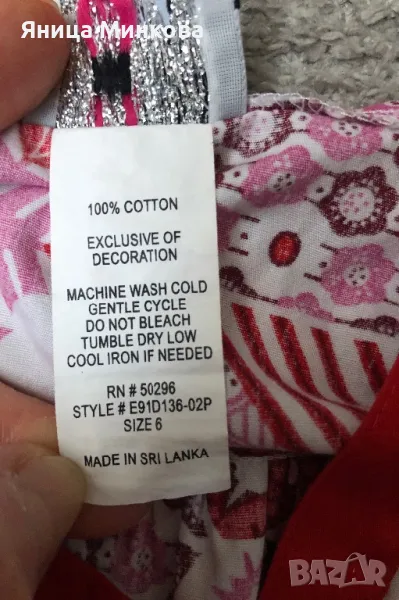 Яница Минкова
100% COTTON
EXCLUSIVE OF
DECORATION
MACHINE WASH COLD
GENTLE CYCLE
DO NOT BLEACH
TUMBLE DRY LOW
COOL IRON IF NEEDED
RN # 50296
STYLE # E91D136-02P
SIZE 6
MADE IN SRI LANKA
BAZAR